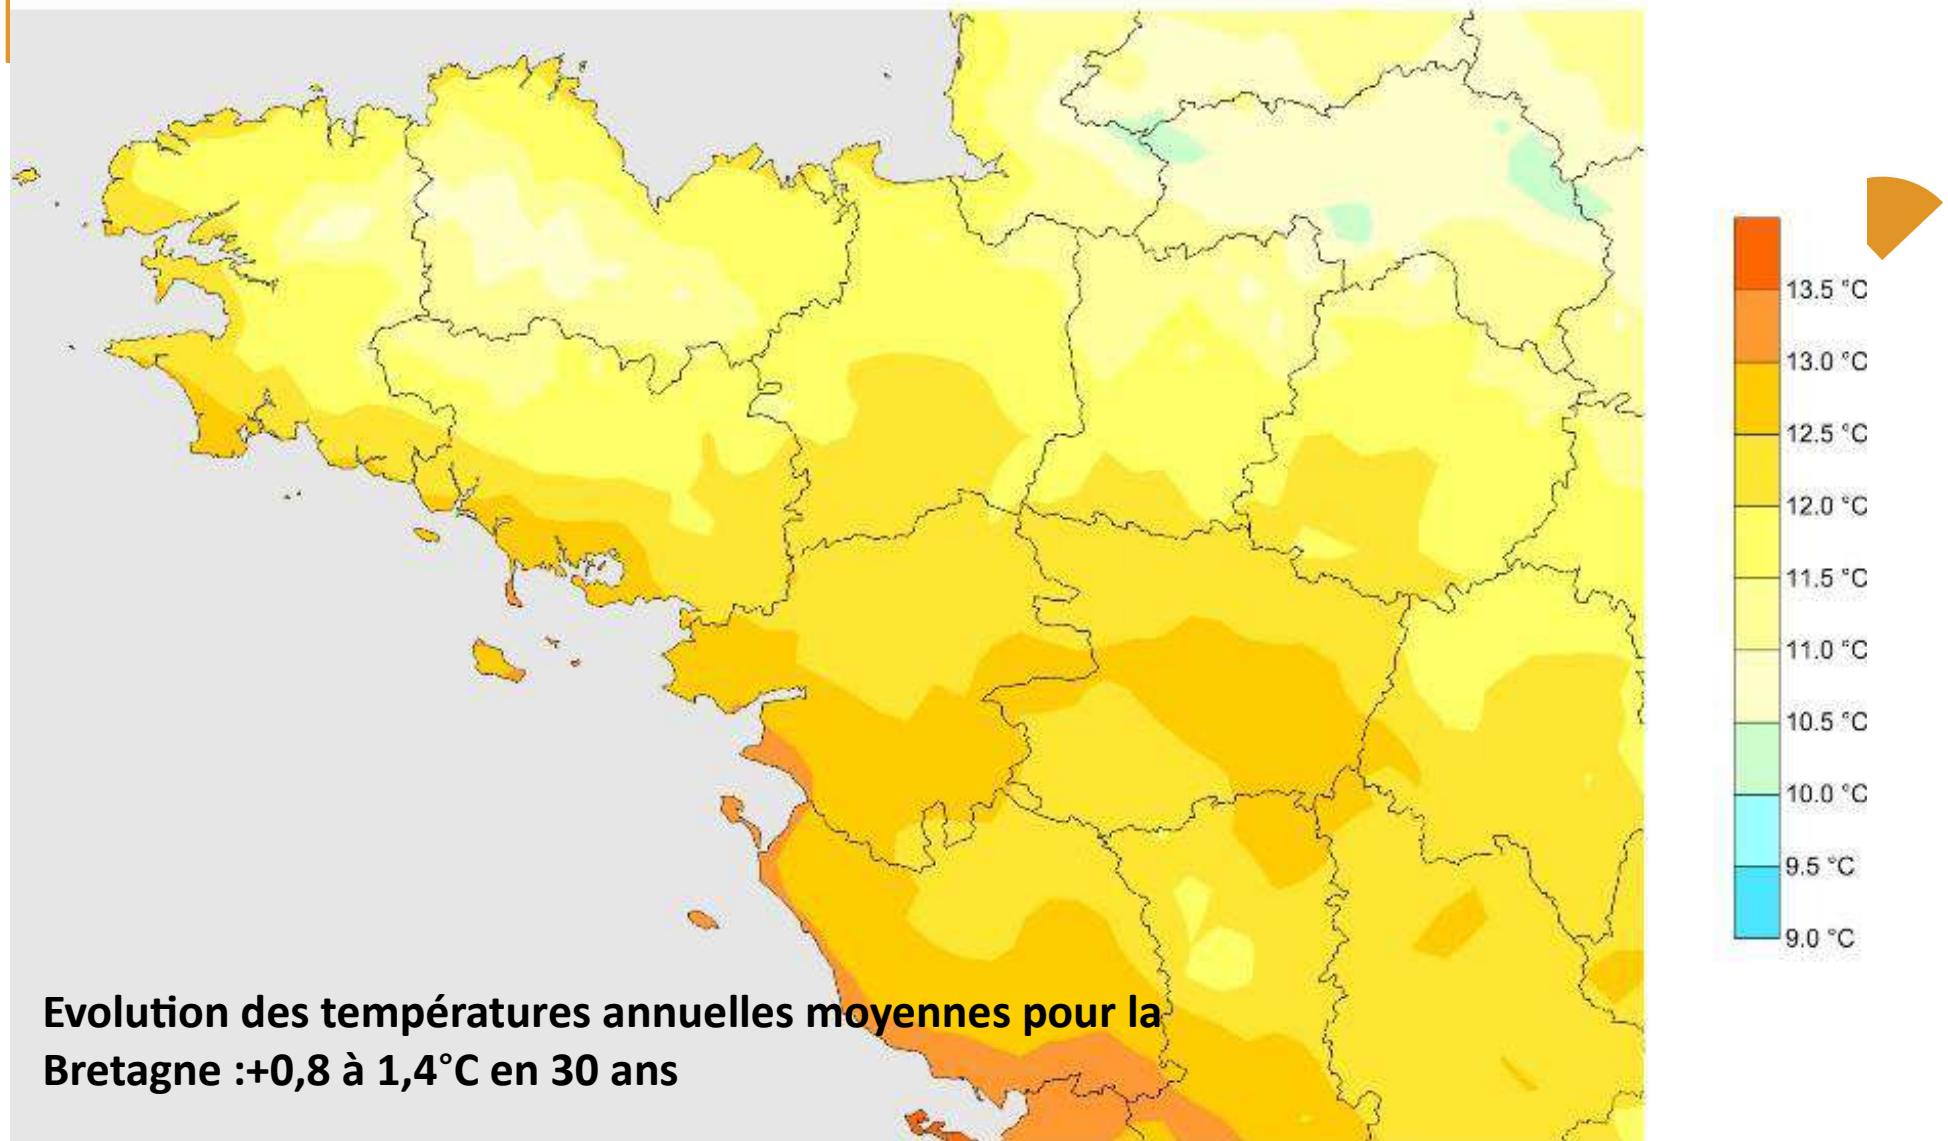 13.5 °C
13.0 °C
12.5 °C
12.0 °C
11.5 °C
11.0 °C
10.5 °C
10.0 °C
9.5 °C
9.0 °C
Evolution des températures annuelles moyennes pour la
Bretagne :+0,8 à 1,4°C en 30 ans